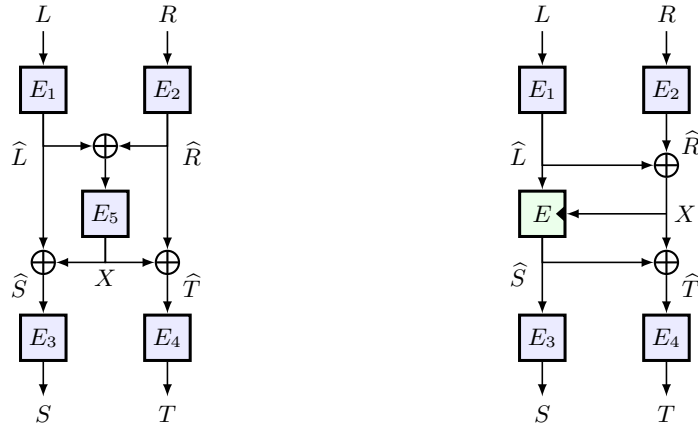 L R L R
E₁ E₂ E₁ E₂
L̂ R̂ L̂ R̂
E₅ E X
Ŝ X T̂ Ŝ T̂
E₃ E₄ E₃ E₄
S T S T